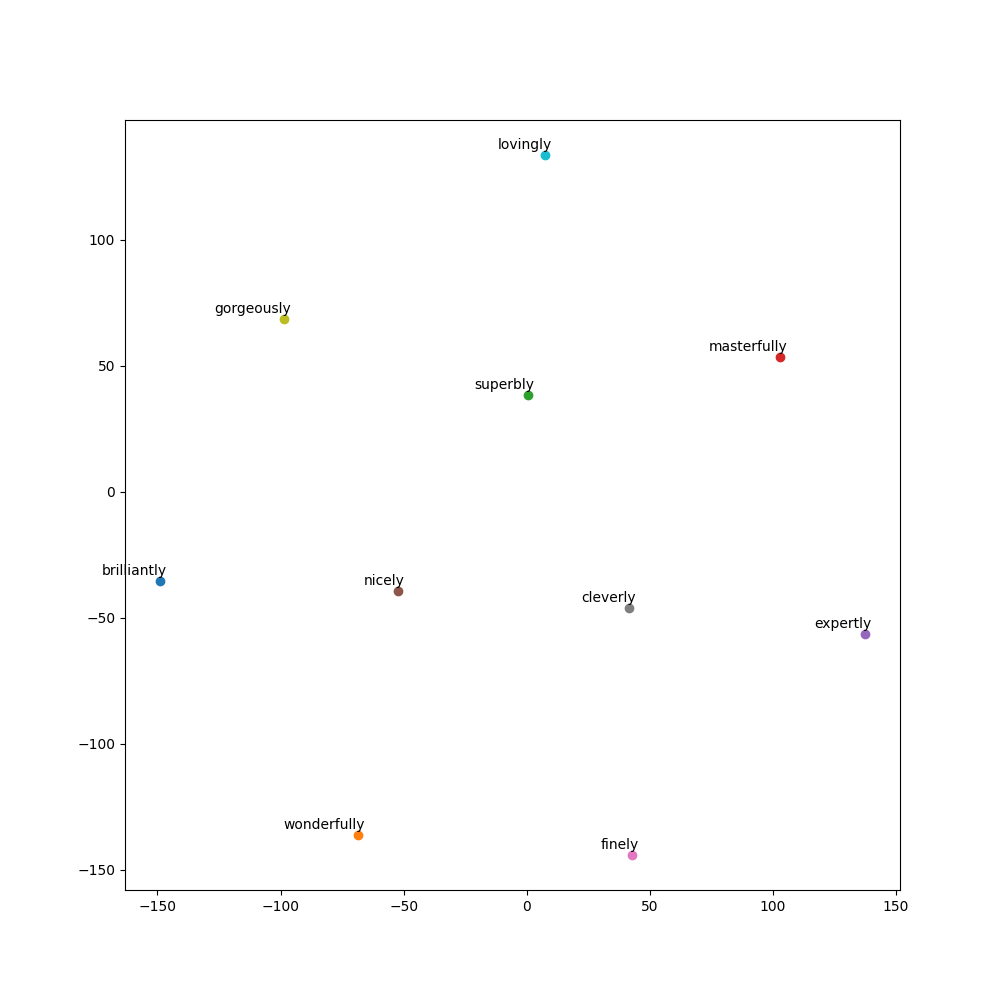 lovingly
100
gorgeously
masterfully
50
superbly
0
brilliantly
nicely
cleverly
−50
expertly
−100
wonderfully
finely
−150
−150 −100 −50 0 50 100 150